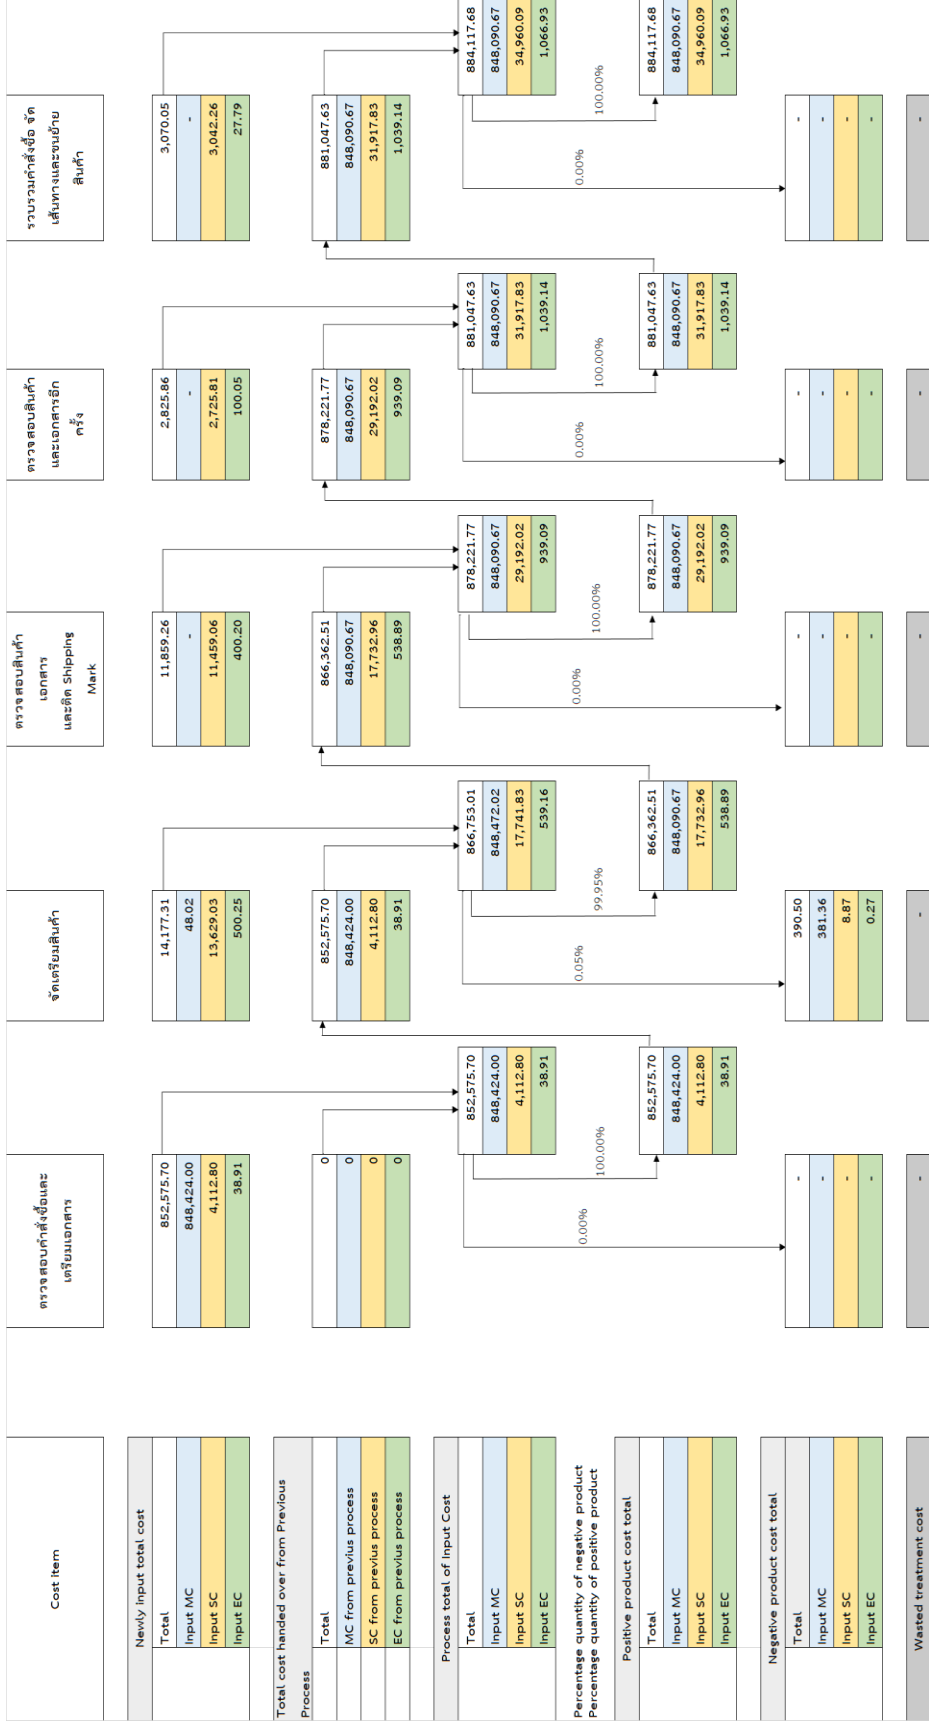 Cost item
ตรวจสอบคำสั่งซื้อและ
เตรียมเอกสาร
จัดเตรียมสินค้า
ตรวจสอบสินค้า
เอกสาร
และติด Shipping
Mark
ตรวจสอบสินค้า
และเอกสารอีก
ครั้ง
รวบรวมคำสั่งซื้อ จัด
เส้นทางและขนย้าย
สินค้า
Newly Input total cost
Total 852,575.70 14,177.31 11,859.26 2,825.86 3,070.05
Input MC 848,424.00 48.02 - - -
Input SC 4,112.80 13,629.03 11,459.06 2,725.81 3,042.26
Input EC 38.91 500.25 400.20 100.05 27.79
Total cost handed over from Previous
Process
Total 0 852,575.70 866,362.51 878,221.77 881,047.63
MC from previus process 0 848,424.00 848,090.67 848,090.67 848,090.67
SC from previus process 0 4,112.80 17,732.96 29,192.02 31,917.83
EC from previus process 0 38.91 538.89 939.09 1,039.14
Process total of Input Cost
Total 852,575.70 866,753.01 878,221.77 881,047.63 884,117.68
Input MC 848,424.00 848,472.02 848,090.67 848,090.67 848,090.67
Input SC 4,112.80 17,741.83 29,192.02 31,917.83 34,960.09
Input EC 38.91 539.16 939.09 1,039.14 1,066.93
Percentage quantity of negative product 0.00% 0.05% 0.00% 0.00% 0.00%
Percentage quantity of positive product 100.00% 99.95% 100.00% 100.00% 100.00%
Positive product cost total
Total 852,575.70 866,362.51 878,221.77 881,047.63 884,117.68
Input MC 848,424.00 848,090.67 848,090.67 848,090.67 848,090.67
Input SC 4,112.80 17,732.96 29,192.02 31,917.83 34,960.09
Input EC 38.91 538.89 939.09 1,039.14 1,066.93
Negative product cost total
Total - 390.50 - - -
Input MC - 381.36 - - -
Input SC - 8.87 - - -
Input EC - 0.27 - - -
Wasted treatment cost - - - - -